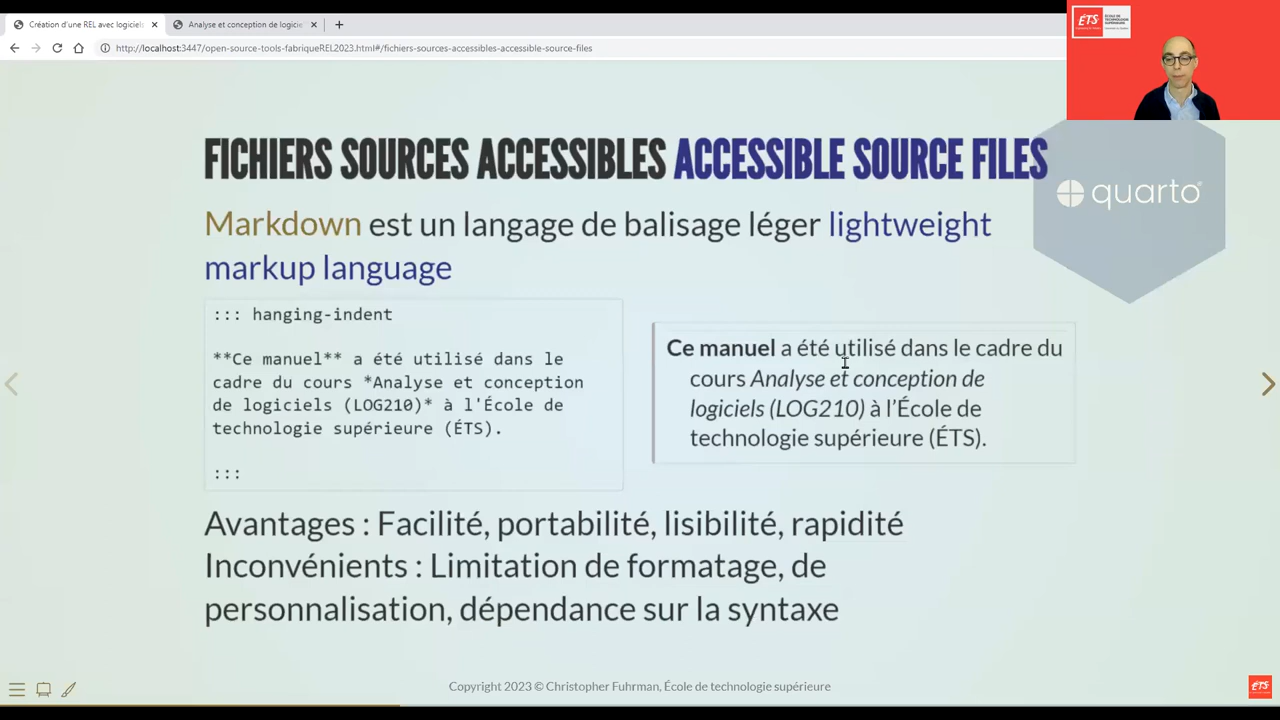 Création d'une REL avec logiciels
Analyse et conception de logicie
http://localhost:3447/open-source-tools-fabriqueREL2023.html#/fichiers-sources-accessibles-accessible-source-files
ÉTS
ÉCOLE DE
TECHNOLOGIE
SUPÉRIEURE
FICHIERS SOURCES ACCESSIBLES ACCESSIBLE SOURCE FILES
quarto
Markdown est un langage de balisage léger lightweight
markup language
::: hanging-indent
**Ce manuel** a été utilisé dans le
cadre du cours *Analyse et conception
de logiciels (LOG210)* à l'École de
technologie supérieure (ÉTS).
:::
Ce manuel a été utilisé dans le cadre du
cours Analyse et conception de
logiciels (LOG210) à l’École de
technologie supérieure (ÉTS).
Avantages : Facilité, portabilité, lisibilité, rapidité
Inconvénients : Limitation de formatage, de
personnalisation, dépendance sur la syntaxe
Copyright 2023 © Christopher Fuhrman, École de technologie supérieure
ÉTS